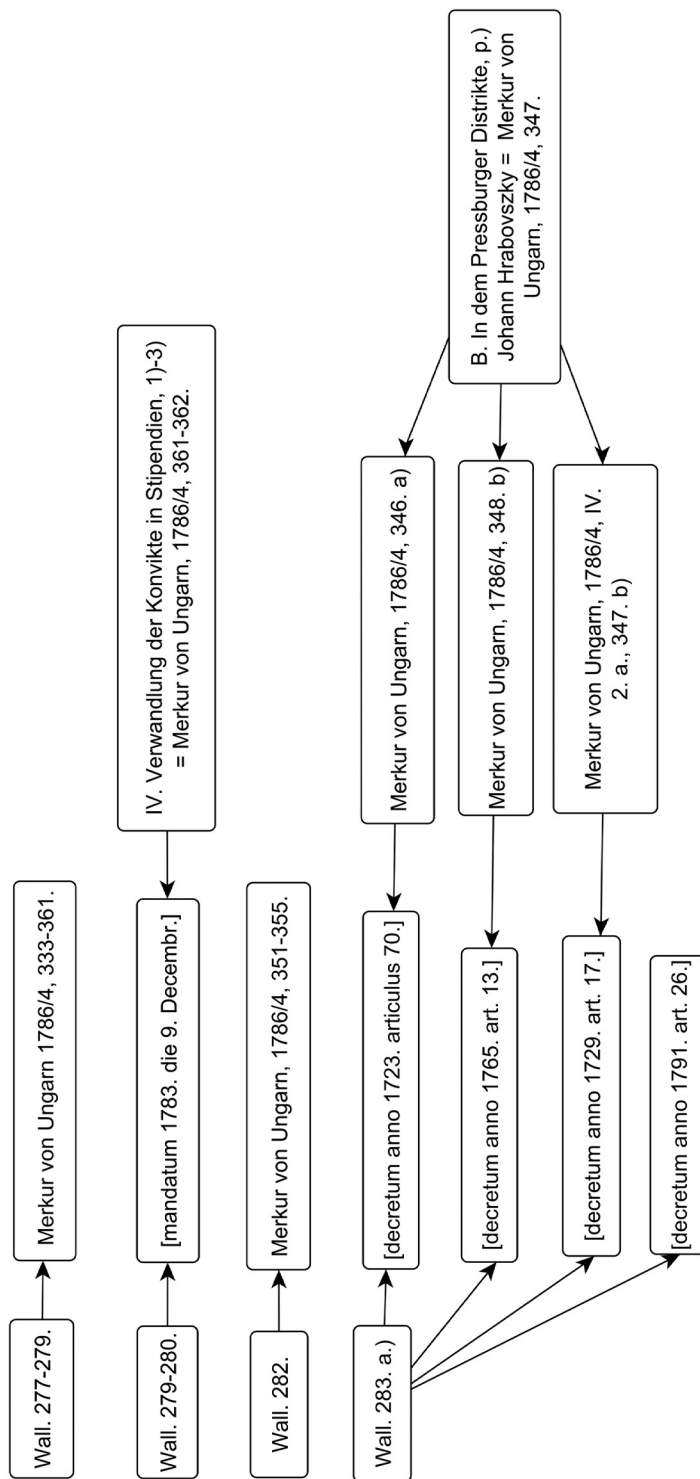 Wall. 277-279.
Merkur von Ungarn 1786/4, 333-361.
Wall. 279-280.
[mandatum 1783. die 9. Decembr.]
IV. Verwandlung der Konvikte in Stipendien, 1)-3)
= Merkur von Ungarn, 1786/4, 361-362.
Wall. 282.
Merkur von Ungarn, 1786/4, 351-355.
Wall. 283. a.)
[decretum anno 1723. articulus 70.]
Merkur von Ungarn, 1786/4, 346. a)
[decretum anno 1765. art. 13.]
Merkur von Ungarn, 1786/4, 348. b)
B. In dem Pressburger Distrikte, p.)
Johann Hrabovszky = Merkur von
Ungarn, 1786/4, 347.
[decretum anno 1729. art. 17.]
Merkur von Ungarn, 1786/4, IV.
2. a., 347. b)
[decretum anno 1791. art. 26.]